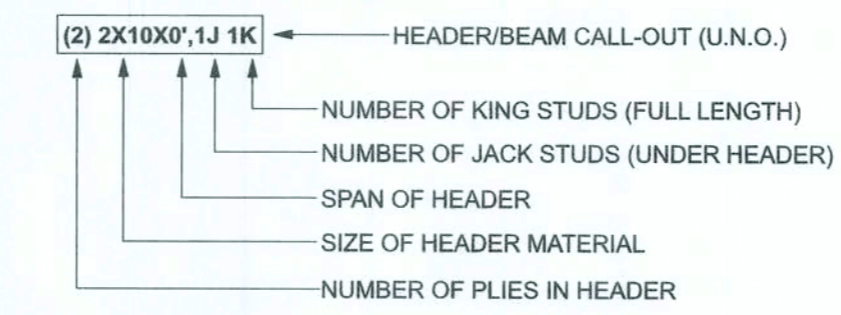 (2) 2X10X0',1J 1K HEADER/BEAM CALL-OUT (U.N.O.)
NUMBER OF KING STUDS (FULL LENGTH)
NUMBER OF JACK STUDS (UNDER HEADER)
SPAN OF HEADER
SIZE OF HEADER MATERIAL
NUMBER OF PLIES IN HEADER